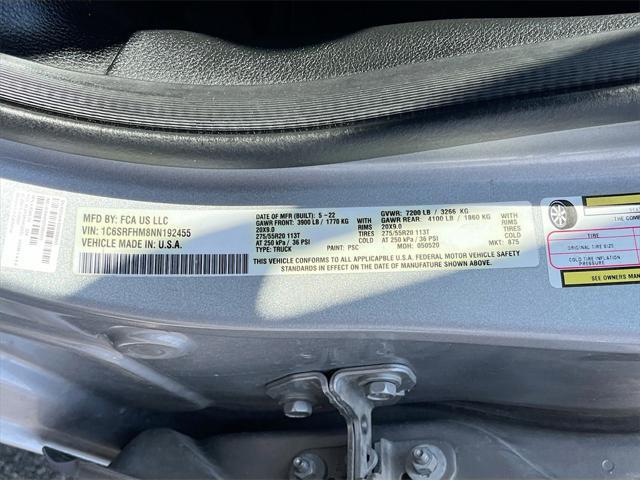 MFD BY: FCA US LLC
VIN: 1C6SRFHM8NN192455
VEHICLE MADE IN: U.S.A.
DATE OF MFR (BUILT): 5-22 GVWR: 7200 LB / 3266 KG
GAWR FRONT: 3900 LB / 1770 KG WITH GAWR REAR: 4100 LB / 1860 KG WITH
20X9.0 RIMS 20X9.0 RIMS
275/55R20 113T TIRES 275/55R20 113T TIRES
AT 250 kPa / 36 PSI COLD AT 250 kPa / 36 PSI COLD
TYPE: TRUCK PAINT: PSC MDH: 050520 MKT: 875
THIS VEHICLE CONFORMS TO ALL APPLICAPBLE U.S.A. FEDERAL MOTOR VEHICLE SAFETY
STANDARDS IN EFFECT ON THE DATE OF MANUFACTURE SHOWN ABOVE.
TIRE
ORIGINAL TIRE SIZE
COLD TIRE INFLATION
PRESSURE
SEE OWNERS MAN